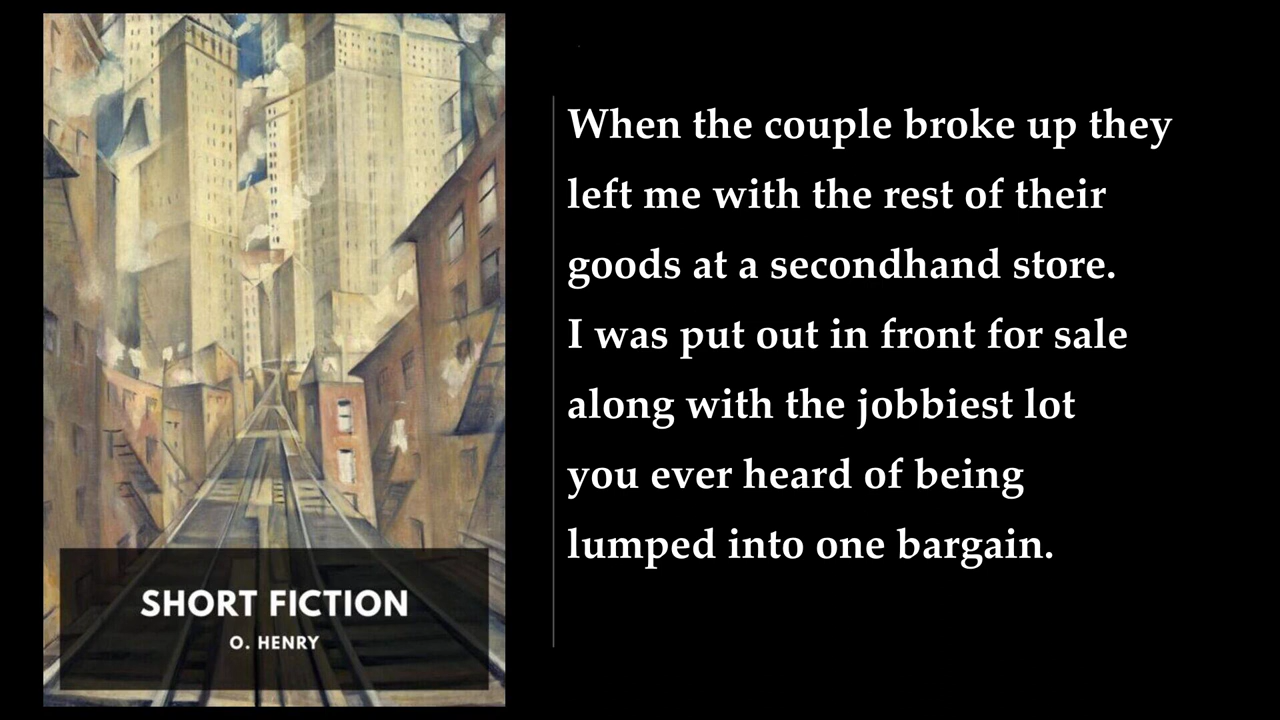 When the couple broke up they
left me with the rest of their
goods at a secondhand store.
I was put out in front for sale
along with the jobbiest lot
you ever heard of being
lumped into one bargain.
SHORT FICTION
O. HENRY